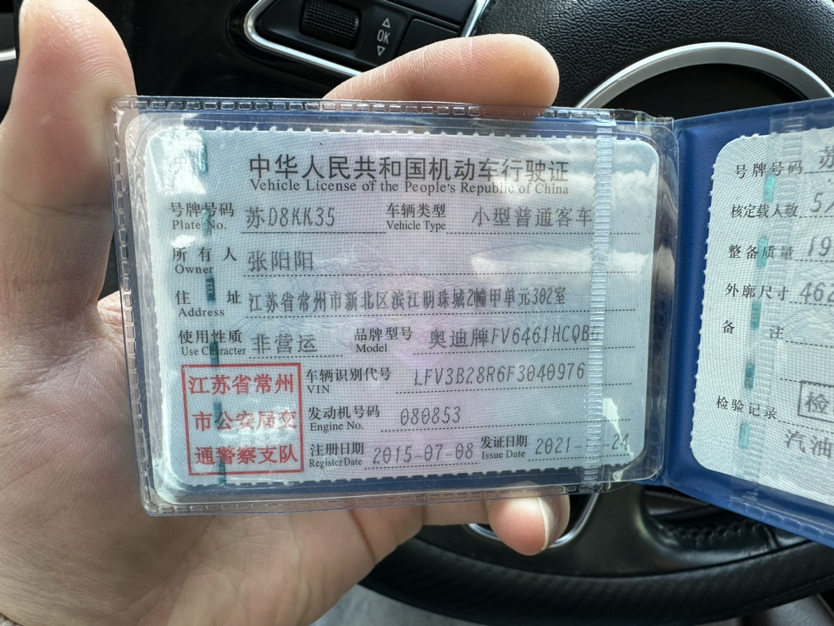 OK
中华人民共和国机动车行驶证
Vehicle License of the People's Republic of China
号牌号码 苏D8KK35 车辆类型 小型普通客车
Plate No. Vehicle Type
所有人 张阳阳
Owner
住址 江苏省常州市新北区滨江明珠城2幢甲单元302室
Address
使用性质 非营运 品牌型号 奥迪牌FV6461HCQBG
Use Character Model
江苏省常州
市公安局交
通警察支队
车辆识别代号 LFV3B28R6F3040976
VIN
发动机号码 080853
Engine No.
注册日期 2015-07-08 发证日期 2021- -24
Register Date Issue Date
号牌号码 苏
核定载人数 5
整备质量 19
外廓尺寸 46
备注
检验记录 检
汽油